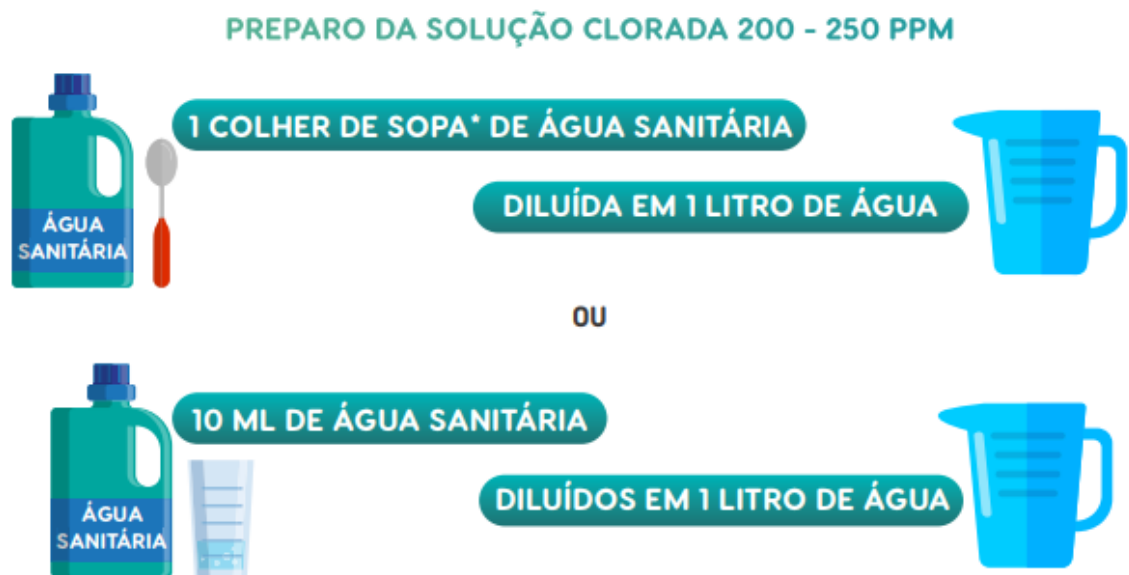 PREPARO DA SOLUÇÃO CLORADA 200 - 250 PPM
1 COLHER DE SOPA* DE ÁGUA SANITÁRIA
DILUÍDA EM 1 LITRO DE ÁGUA
ÁGUA
SANITÁRIA
OU
10 ML DE ÁGUA SANITÁRIA
DILUÍDOS EM 1 LITRO DE ÁGUA
ÁGUA
SANITÁRIA